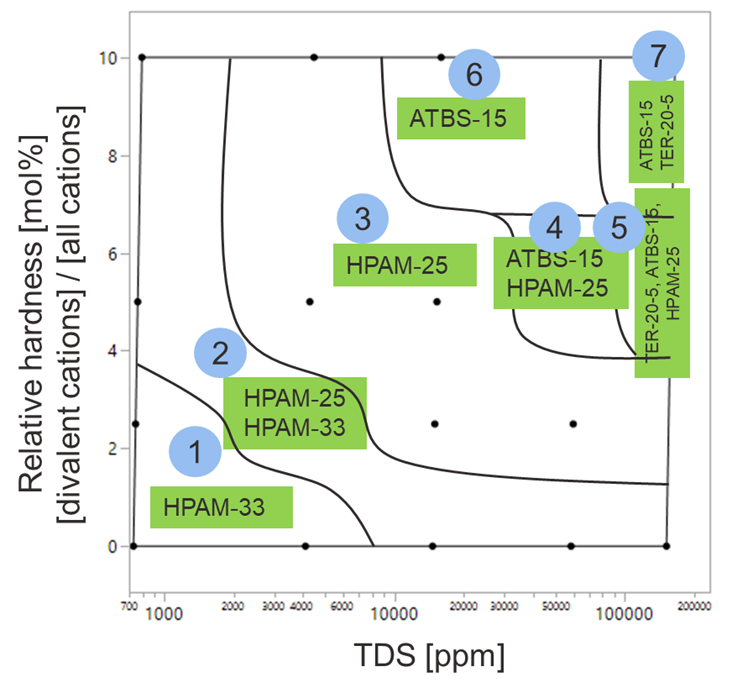 Relative hardness [mol%]
[divalent cations] / [all cations]
10
8
6
4
2
0
6
ATBS-15
7
ATBS-15
TER-20-5
3
HPAM-25
4
ATBS-15
HPAM-25
5
TER-20-5, ATBS-15,
HPAM-25
2
HPAM-25
HPAM-33
1
HPAM-33
700 1000 2000 3000 4000 6000 10000 20000 30000 50000 100000 200000
TDS [ppm]